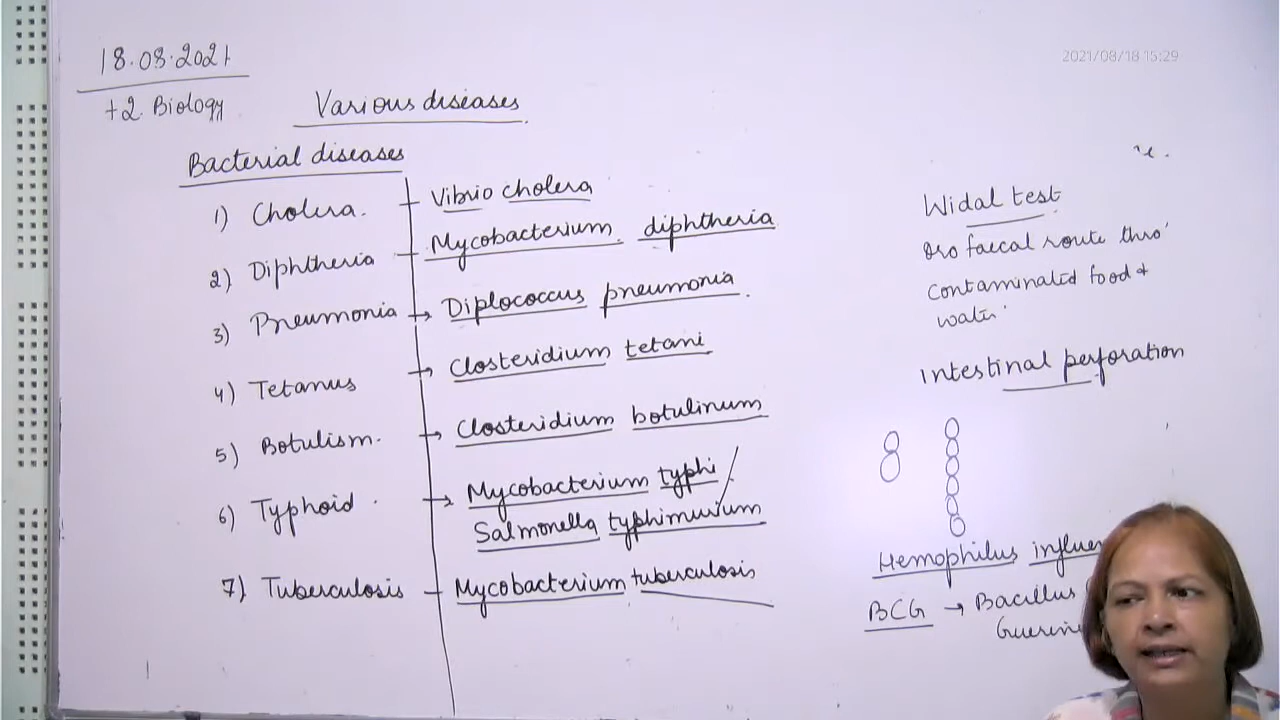 18.08.2021
2021/08/18 15:29
+2 Biology
Various diseases
Bacterial diseases
1) Cholera. Vibrio cholera
2) Diphtheria Mycobacterium diphtheria
3) Pneumonia → Diplococcus pneumonia.
4) Tetanus → Closteridium tetani
5) Botulism. → Closteridium botulinum
6) Typhoid. → Mycobacterium typhi /
Salmonella typhimurium
7) Tuberculosis Mycobacterium tuberculosis
Widal test
Oro faecal route thro'
contaminated food &
water
Intestinal perforation
Hemophilus influen
BCG → Bacillus
Guerin